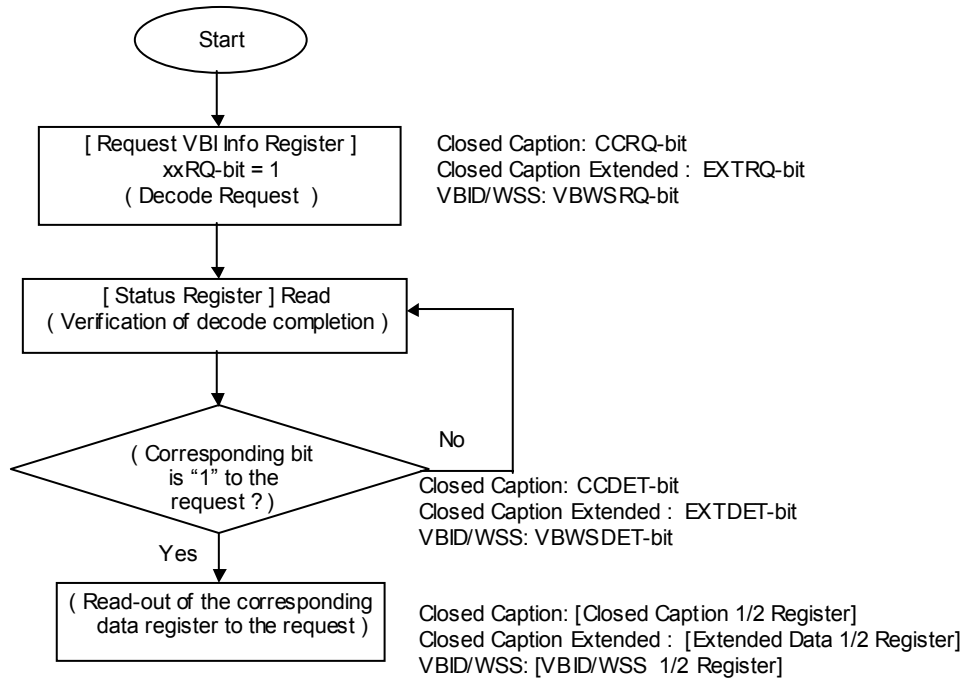 Start
[ Request VBI Info Register ]
xxRQ-bit = 1
( Decode Request )
Closed Caption: CCRQ-bit
Closed Caption Extended : EXTRQ-bit
VBID/WSS: VBWSRQ-bit
[ Status Register ] Read
( Verification of decode completion )
( Corresponding bit
is “1” to the
request ? )
No
Closed Caption: CCDET-bit
Closed Caption Extended : EXTDET-bit
VBID/WSS: VBWSDET-bit
Yes
( Read-out of the corresponding
data register to the request )
Closed Caption: [Closed Caption 1/2 Register]
Closed Caption Extended : [Extended Data 1/2 Register]
VBID/WSS: [VBID/WSS 1/2 Register]